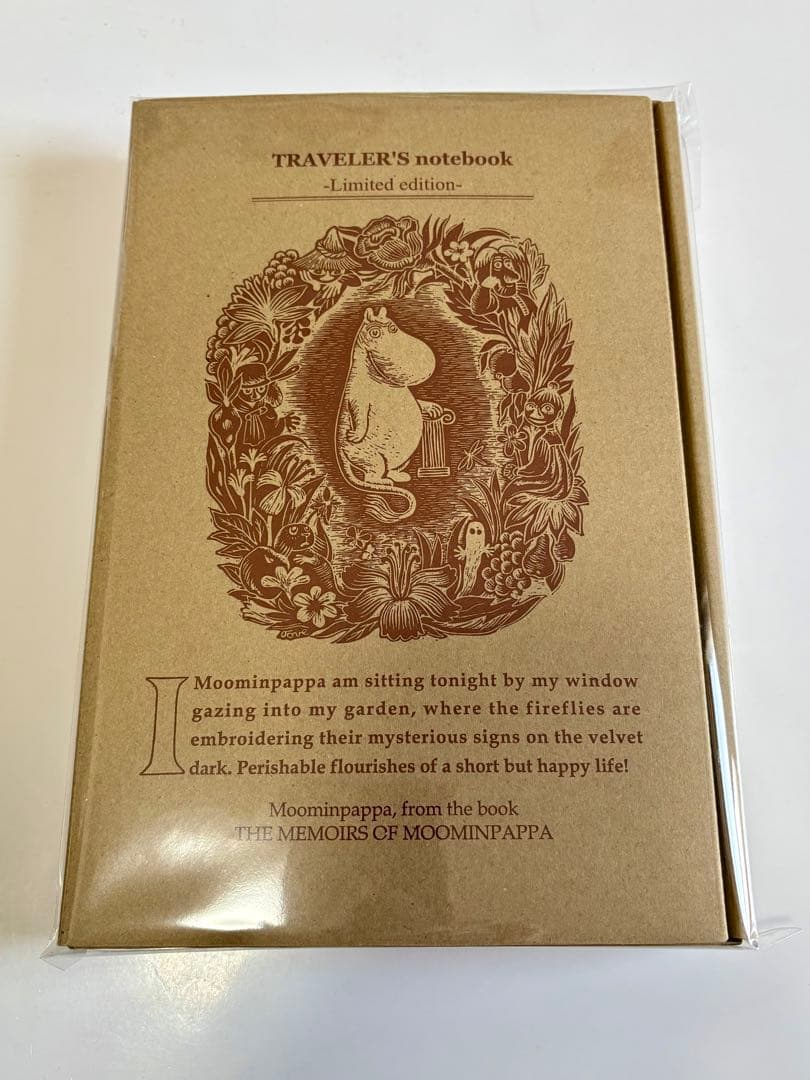 TRAVELER'S notebook
-Limited edition-
Tove
I Moominpappa am sitting tonight by my window
gazing into my garden, where the fireflies are
embroidering their mysterious signs on the velvet
dark. Perishable flourishes of a short but happy life!
Moominpappa, from the book
THE MEMOIRS OF MOOMINPAPPA